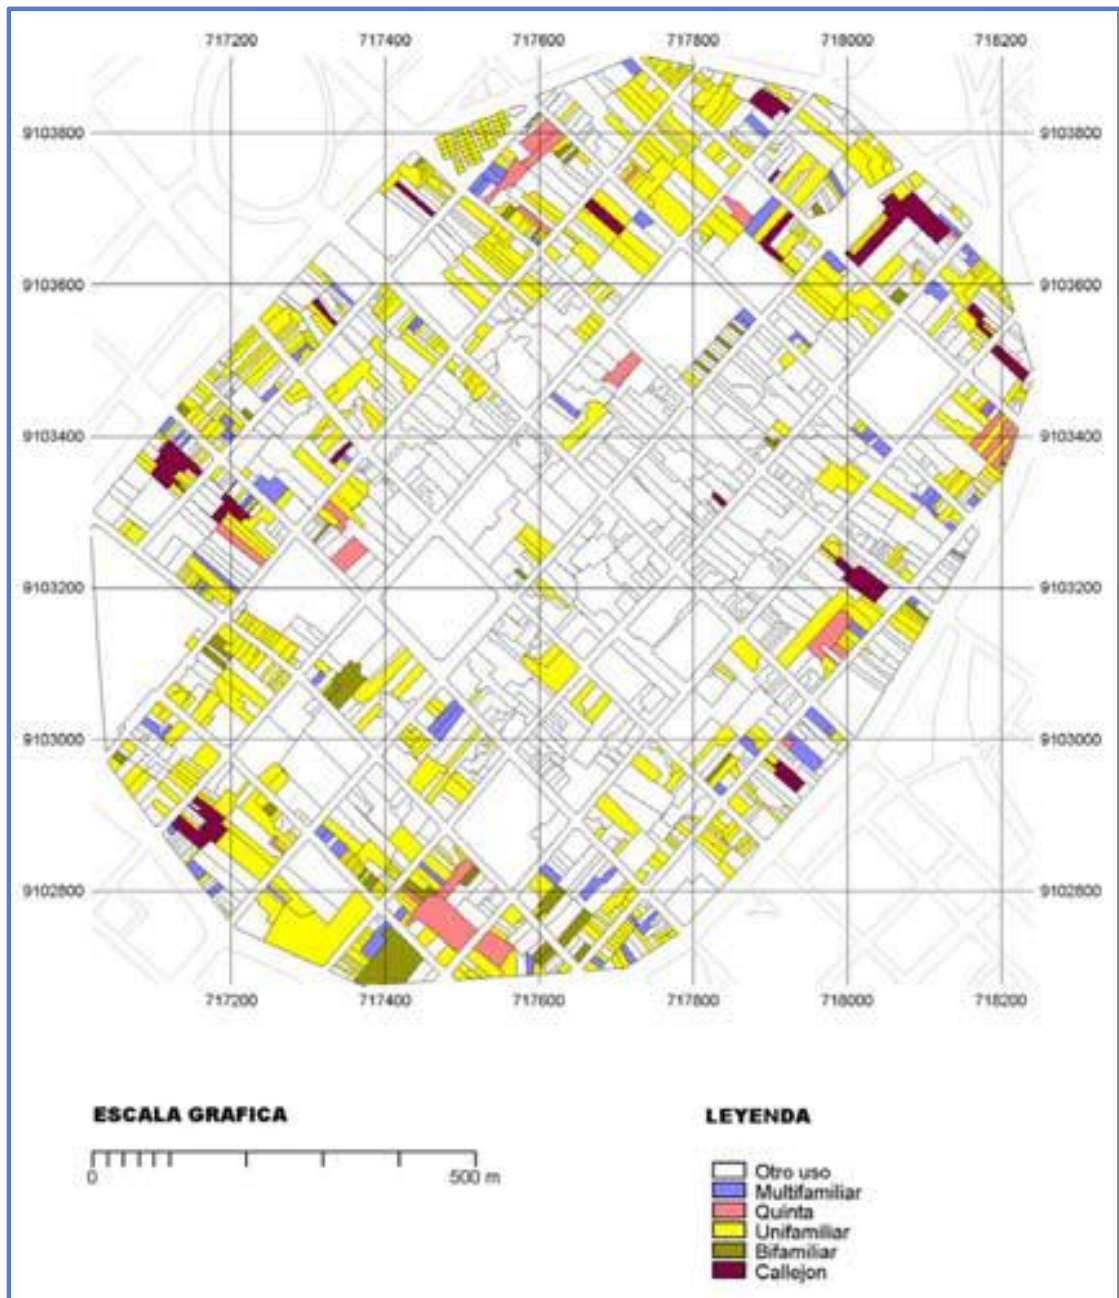 717200 717400 717600 717800 718000 718200
9103800 9103800
9103600 9103600
9103400 9103400
9103200 9103200
9103000 9103000
9102800 9102800
717200 717400 717600 717800 718000 718200
ESCALA GRAFICA
0 500 m
LEYENDA
Otro uso
Multifamiliar
Quinta
Unifamiliar
Bifamiliar
Callejon